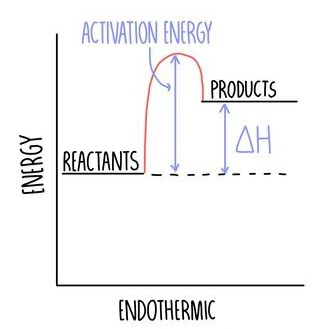 ACTIVATION ENERGY
PRODUCTS
ΔH
REACTANTS
ENERGY
ENDOTHERMIC